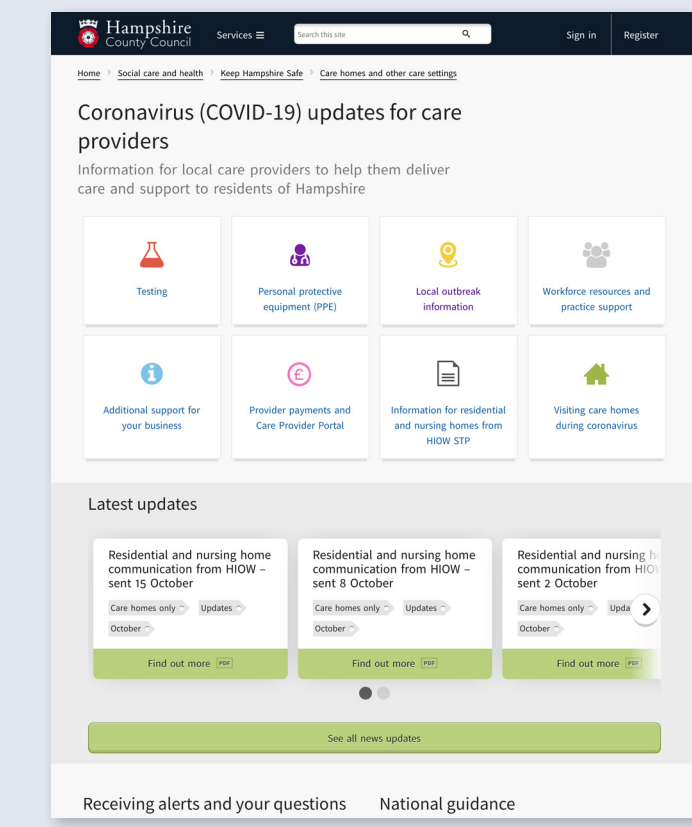 Hampshire
County Council
Services
Search this site
Sign in
Register
Home > Social care and health > Keep Hampshire Safe > Care homes and other care settings
Coronavirus (COVID-19) updates for care
providers
Information for local care providers to help them deliver
care and support to residents of Hampshire
Testing
Personal protective
equipment (PPE)
Local outbreak
information
Workforce resources and
practice support
Additional support for
your business
£
Provider payments and
Care Provider Portal
Information for residential
and nursing homes from
HIOW STP
Visiting care homes
during coronavirus
Latest updates
Residential and nursing home
communication from HIOW –
sent 15 October
Care homes only
Updates
October
Find out more PDF
Residential and nursing home
communication from HIOW –
sent 8 October
Care homes only
Updates
October
Find out more PDF
Residential and nursing h
communication from HIO
sent 2 October
Care homes only
Upda
October
Find out more PDF
See all news updates
Receiving alerts and your questions
National guidance